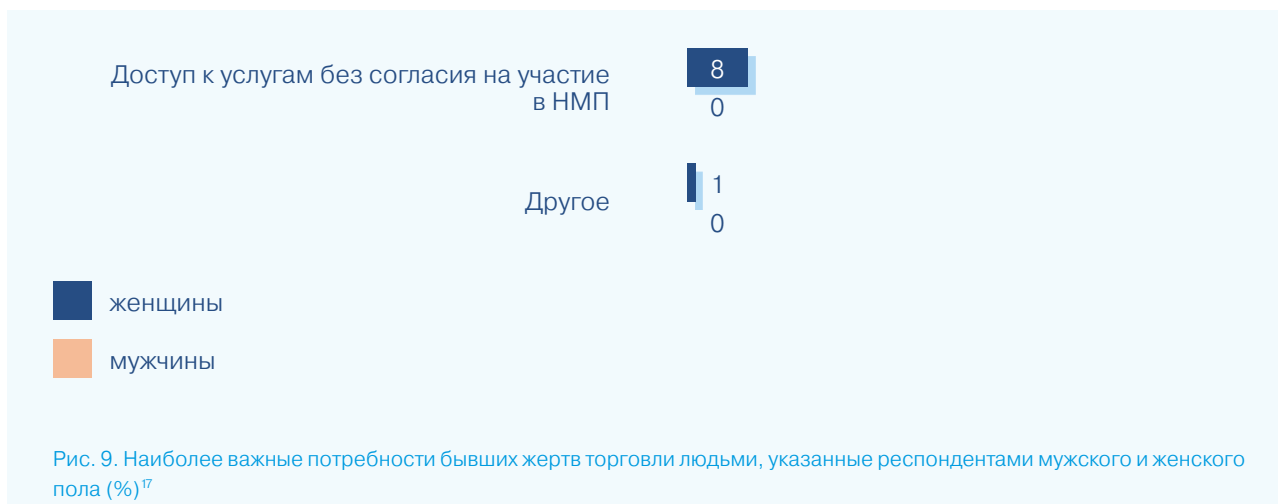 Доступ к услугам без согласия на участие
в НМП
8
0
Другое
1
0
женщины
мужчины
Рис. 9. Наиболее важные потребности бывших жертв торговли людьми, указанные респондентами мужского и женского
пола (%)17